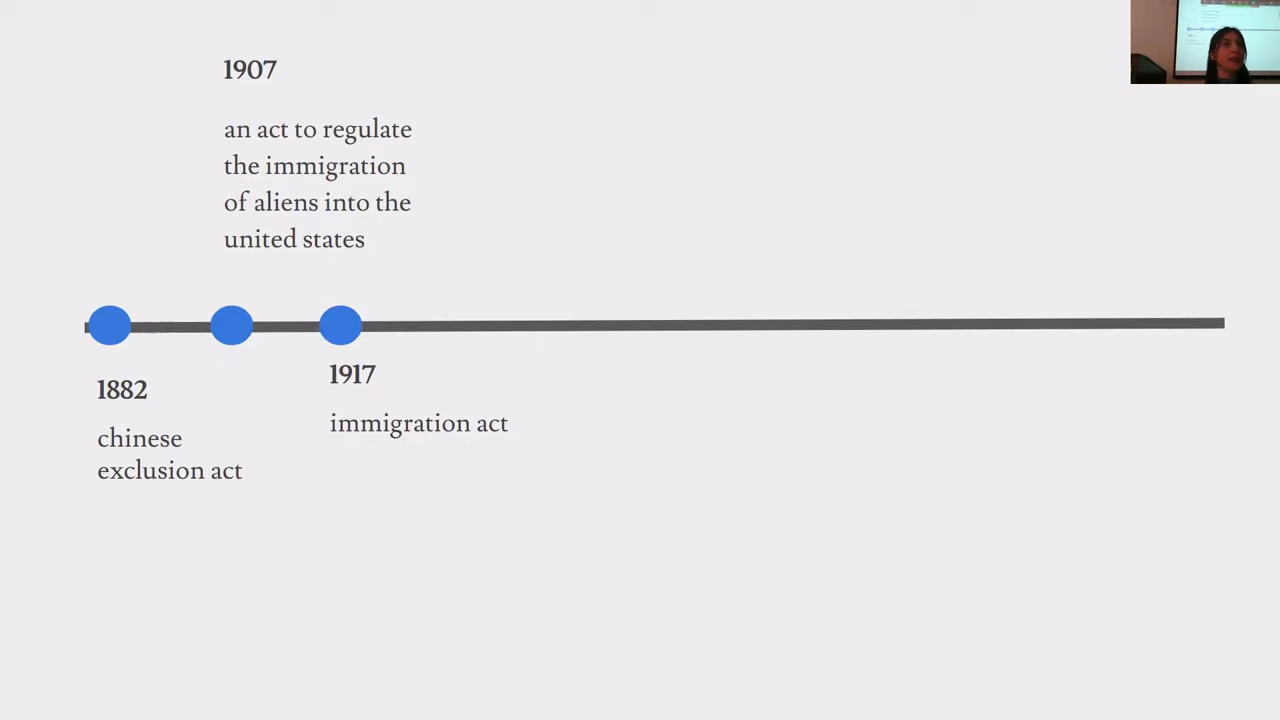 1907
an act to regulate
the immigration
of aliens into the
united states
1882
chinese
exclusion act
1917
immigration act